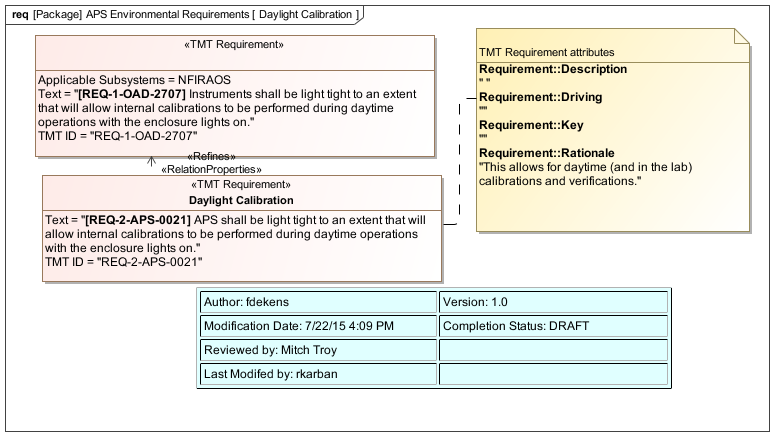 req [Package] APS Environmental Requirements [ Daylight Calibration ]
«TMT Requirement»
Applicable Subsystems = NFIRAOS
Text = "[REQ-1-OAD-2707] Instruments shall be light tight to an extent
that will allow internal calibrations to be performed during daytime
operations with the enclosure lights on."
TMT ID = "REQ-1-OAD-2707"
«Refines»
«RelationProperties»
«TMT Requirement»
Daylight Calibration
Text = "[REQ-2-APS-0021] APS shall be light tight to an extent that will
allow internal calibrations to be performed during daytime operations
with the enclosure lights on."
TMT ID = "REQ-2-APS-0021"
TMT Requirement attributes
Requirement::Description
" "
Requirement::Driving
""
Requirement::Key
""
Requirement::Rationale
"This allows for daytime (and in the lab)
calibrations and verifications."
Author: fdekens
Version: 1.0
Modification Date: 7/22/15 4:09 PM
Completion Status: DRAFT
Reviewed by: Mitch Troy
Last Modifed by: rkarban